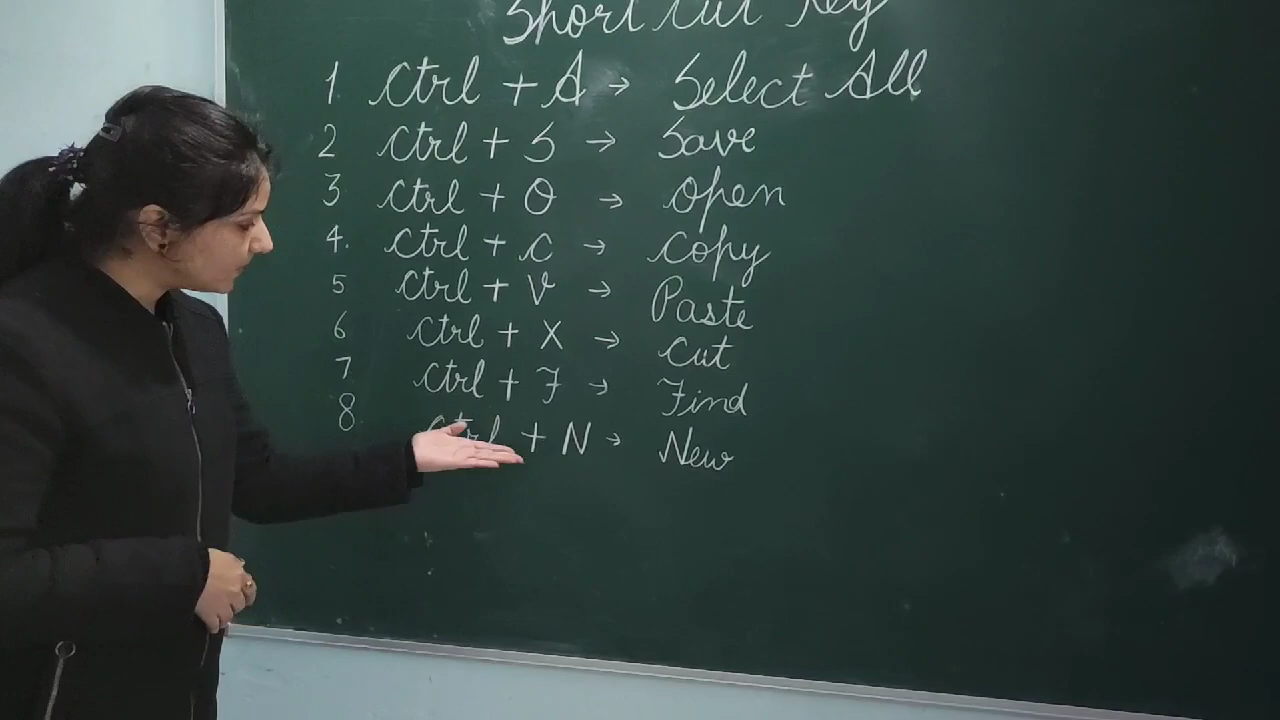 Short Cut Key
1 Ctrl + A → Select All
2 Ctrl + S → Save
3 Ctrl + O → Open
4. Ctrl + C → Copy
5 Ctrl + V → Paste
6 Ctrl + X → Cut
7 Ctrl + F → Find
8 Ctrl + N → New